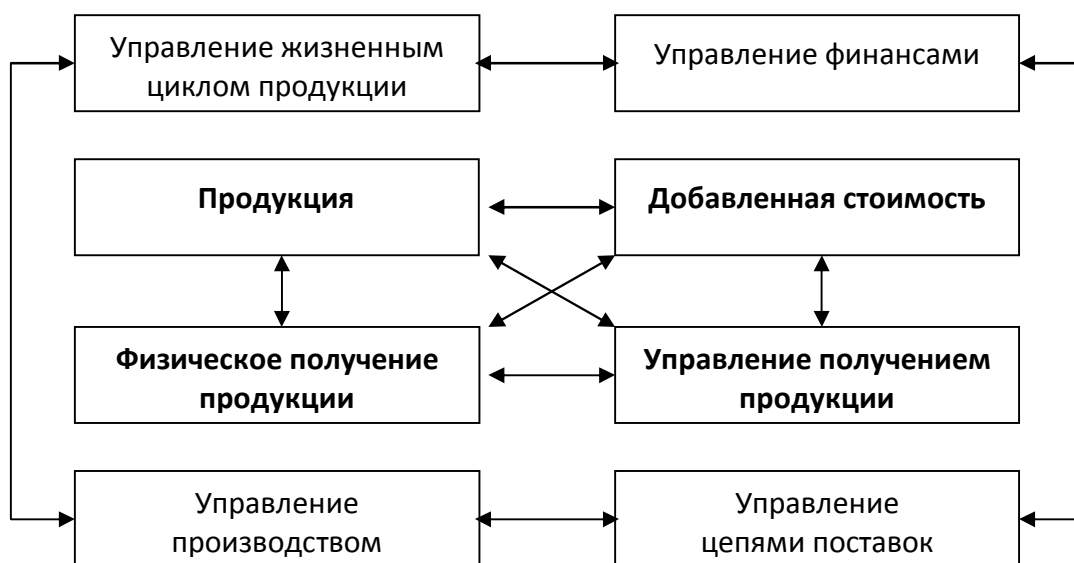 Управление жизненным
циклом продукции
Управление финансами
Продукция
Добавленная стоимость
Физическое получение
продукции
Управление получением
продукции
Управление
производством
Управление
цепями поставок